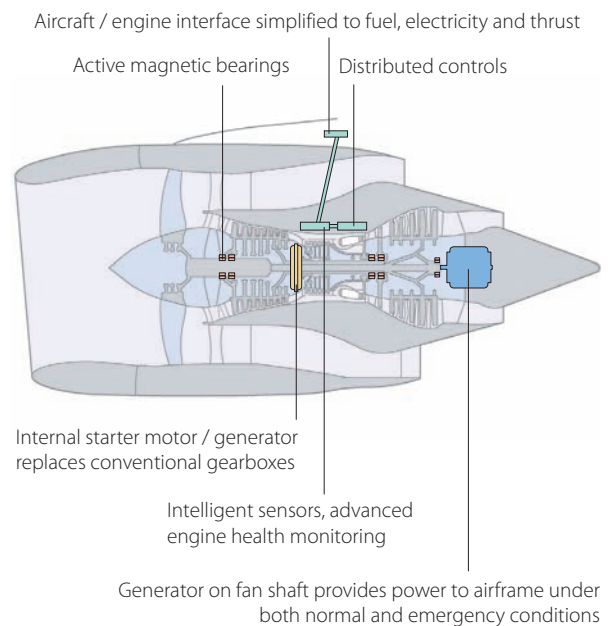 Aircraft / engine interface simplified to fuel, electricity and thrust
Active magnetic bearings
Distributed controls
Internal starter motor / generator
replaces conventional gearboxes
Intelligent sensors, advanced
engine health monitoring
Generator on fan shaft provides power to airframe under
both normal and emergency conditions